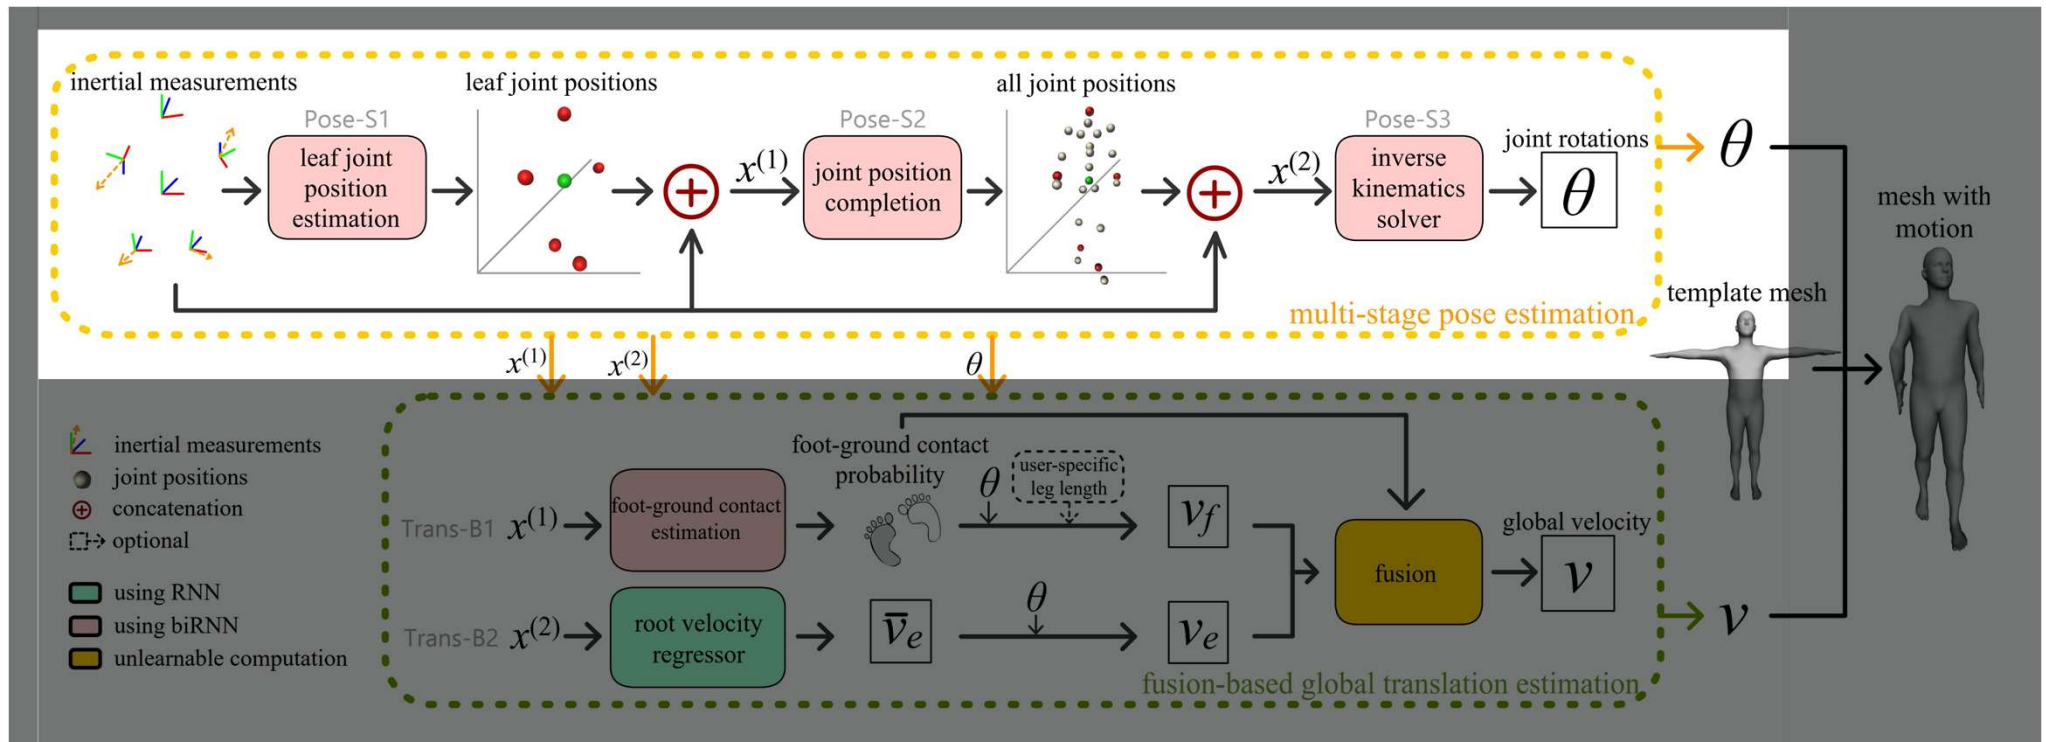 inertial measurements
leaf joint positions
all joint positions
Pose-S1
Pose-S2
Pose-S3
leaf joint
position
estimation
x(1)
joint position
completion
x(2)
inverse
kinematics
solver
joint rotations
θ
θ
mesh with
motion
template mesh
multi-stage pose estimation
x(1)
x(2)
θ
inertial measurements
joint positions
concatenation
optional
using RNN
using biRNN
unlearnable computation
foot-ground contact
probability
θ
user-specific
leg length
Trans-B1
x(1)
foot-ground contact
estimation
vf
fusion
global velocity
v
Trans-B2
x(2)
root velocity
regressor
v̄e
θ
ve
v
fusion-based global translation estimation